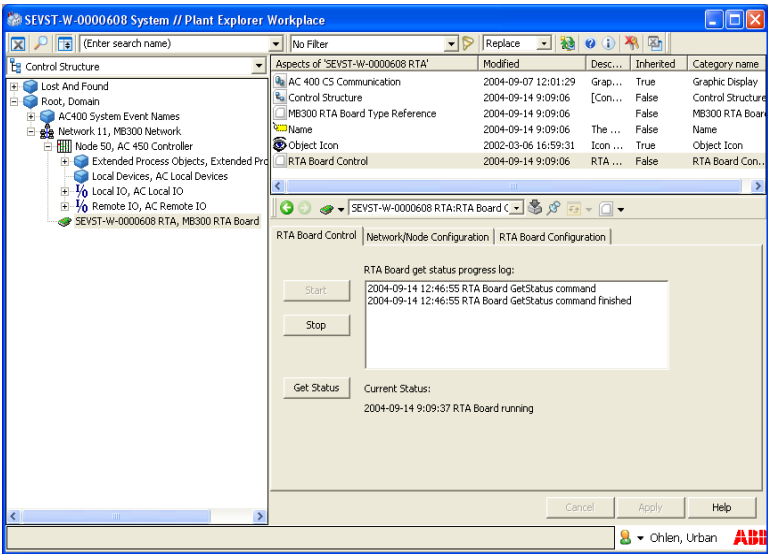 SEVST-W-0000608 System // Plant Explorer Workplace
(Enter search name)
No Filter
Replace
Control Structure
Lost And Found
Root, Domain
AC400 System Event Names
Network 11, MB300 Network
Node 50, AC 450 Controller
Extended Process Objects, Extended Pro
Local Devices, AC Local Devices
I/O Local IO, AC Local IO
I/O Remote IO, AC Remote IO
SEVST-W-0000608 RTA, MB300 RTA Board
Aspects of 'SEVST-W-0000608 RTA' Modified Desc... Inherited Category name
AC 400 CS Communication 2004-09-07 12:01:29 Grap... True Graphic Display
Control Structure 2004-09-14 9:09:06 [Con... False Control Structure
MB300 RTA Board Type Reference 2004-09-14 9:09:06 False MB300 RTA Boar
Name 2004-09-14 9:09:06 The ... False Name
Object Icon 2002-03-06 16:59:31 Icon ... True Object Icon
RTA Board Control 2004-09-14 9:09:06 RTA ... False RTA Board Con...
SEVST-W-0000608 RTA:RTA Board C
RTA Board Control Network/Node Configuration RTA Board Configuration
RTA Board get status progress log:
Start
2004-09-14 12:46:55 RTA Board GetStatus command
2004-09-14 12:46:55 RTA Board GetStatus command finished
Stop
Get Status
Current Status:
2004-09-14 9:09:37 RTA Board running
Cancel Apply Help
Ohlen, Urban ABB